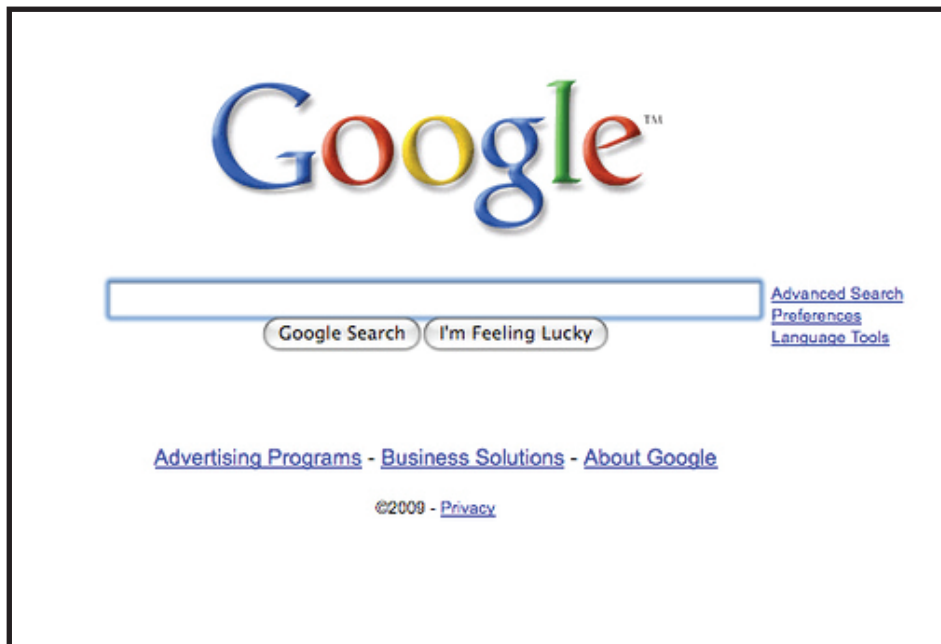 Google™
Advanced Search
Preferences
Language Tools
Google Search I'm Feeling Lucky
Advertising Programs - Business Solutions - About Google
©2009 - Privacy